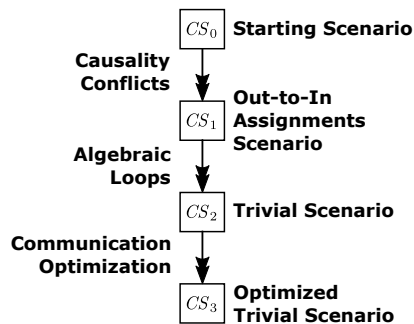 CS₀ Starting Scenario
Causality
Conflicts
CS₁ Out-to-In
Assignments
Scenario
Algebraic
Loops
CS₂ Trivial Scenario
Communication
Optimization
CS₃ Optimized
Trivial Scenario